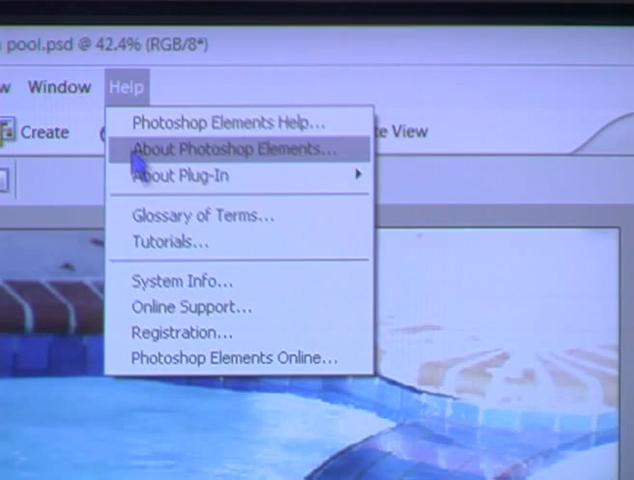 pool.psd @ 42.4% (RGB/8*)
w Window Help
Create
te View
Photoshop Elements Help...
About Photoshop Elements...
About Plug-In
Glossary of Terms...
Tutorials...
System Info...
Online Support...
Registration...
Photoshop Elements Online...